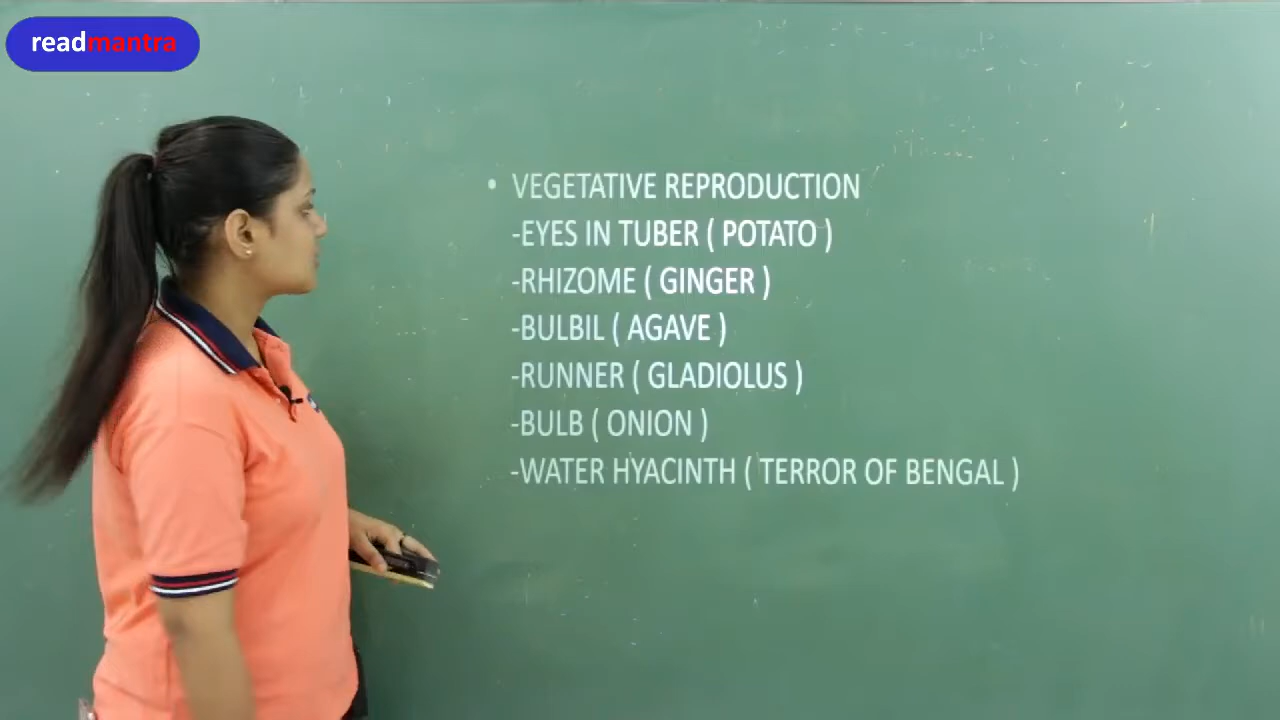 readmantra
• VEGETATIVE REPRODUCTION
-EYES IN TUBER ( POTATO )
-RHIZOME ( GINGER )
-BULBIL ( AGAVE )
-RUNNER ( GLADIOLUS )
-BULB ( ONION )
-WATER HYACINTH ( TERROR OF BENGAL )